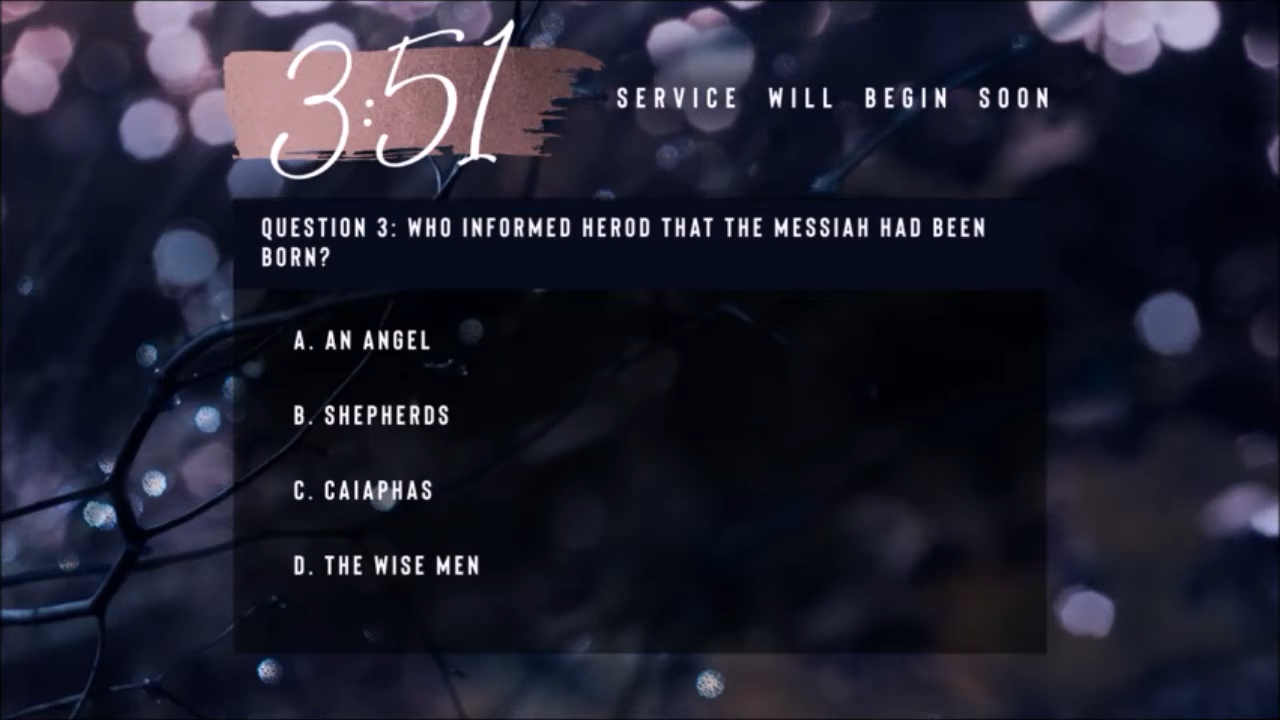 3:51
SERVICE WILL BEGIN SOON
QUESTION 3: WHO INFORMED HEROD THAT THE MESSIAH HAD BEEN
BORN?
A. AN ANGEL
B. SHEPHERDS
C. CAIAPHAS
D. THE WISE MEN